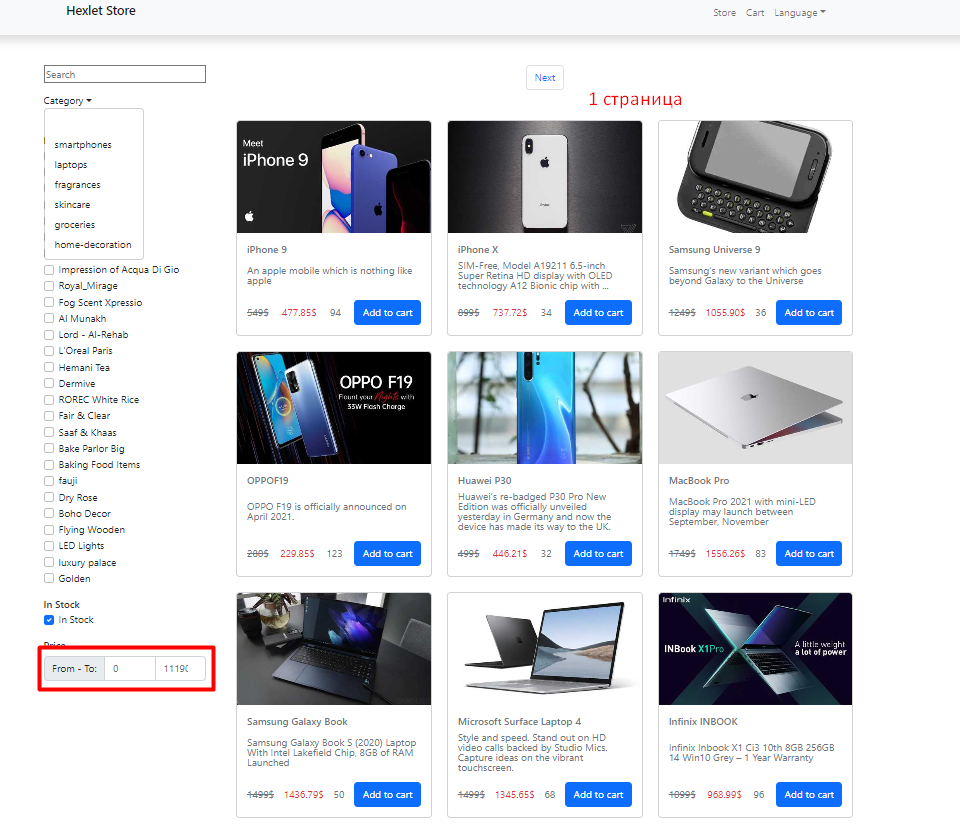 Hexlet Store
Store Cart Language
Search
Next
1 страница
Category
smartphones
laptops
fragrances
skincare
groceries
home-decoration
Impression of Acqua Di Gio
Royal_Mirage
Fog Scent Xpressio
Al Munakh
Lord - Al-Rehab
L'Oreal Paris
Hemani Tea
Dermive
ROREC White Rice
Fair & Clear
Saaf & Khaas
Bake Parlor Big
Baking Food Items
fauji
Dry Rose
Boho Decor
Flying Wooden
LED Lights
luxury palace
Golden
In Stock
In Stock
Price
From - To: 0 11190
Meet
iPhone 9
iPhone 9
An apple mobile which is nothing like
apple
549$ 477.85$ 94 Add to cart
iPhone
iPhone X
SIM-Free, Model A19211 6.5-inch
Super Retina HD display with OLED
technology A12 Bionic chip with ...
899$ 737.72$ 34 Add to cart
Samsung Universe 9
Samsung's new variant which goes
beyond Galaxy to the Universe
1249$ 1055.90$ 36 Add to cart
OPPO F19
Flaunt your Nights with
33W Flash Charge
OPPOF19
OPPO F19 is officially announced on
April 2021.
280$ 229.85$ 123 Add to cart
Huawei P30
Huawei's re-badged P30 Pro New
Edition was officially unveiled
yesterday in Germany and now the
device has made its way to the UK.
499$ 446.21$ 32 Add to cart
MacBook Pro
MacBook Pro 2021 with mini-LED
display may launch between
September, November
1749$ 1556.26$ 83 Add to cart
Samsung Galaxy Book
Samsung Galaxy Book S (2020) Laptop
With Intel Lakefield Chip, 8GB of RAM
Launched
1499$ 1436.79$ 50 Add to cart
Microsoft Surface Laptop 4
Style and speed. Stand out on HD
video calls backed by Studio Mics.
Capture ideas on the vibrant
touchscreen.
1499$ 1345.65$ 68 Add to cart
Infinix
INBook X1Pro
A little weight
a lot of power
Infinix INBOOK
Infinix Inbook X1 Ci3 10th 8GB 256GB
14 Win10 Grey – 1 Year Warranty
1099$ 968.99$ 96 Add to cart